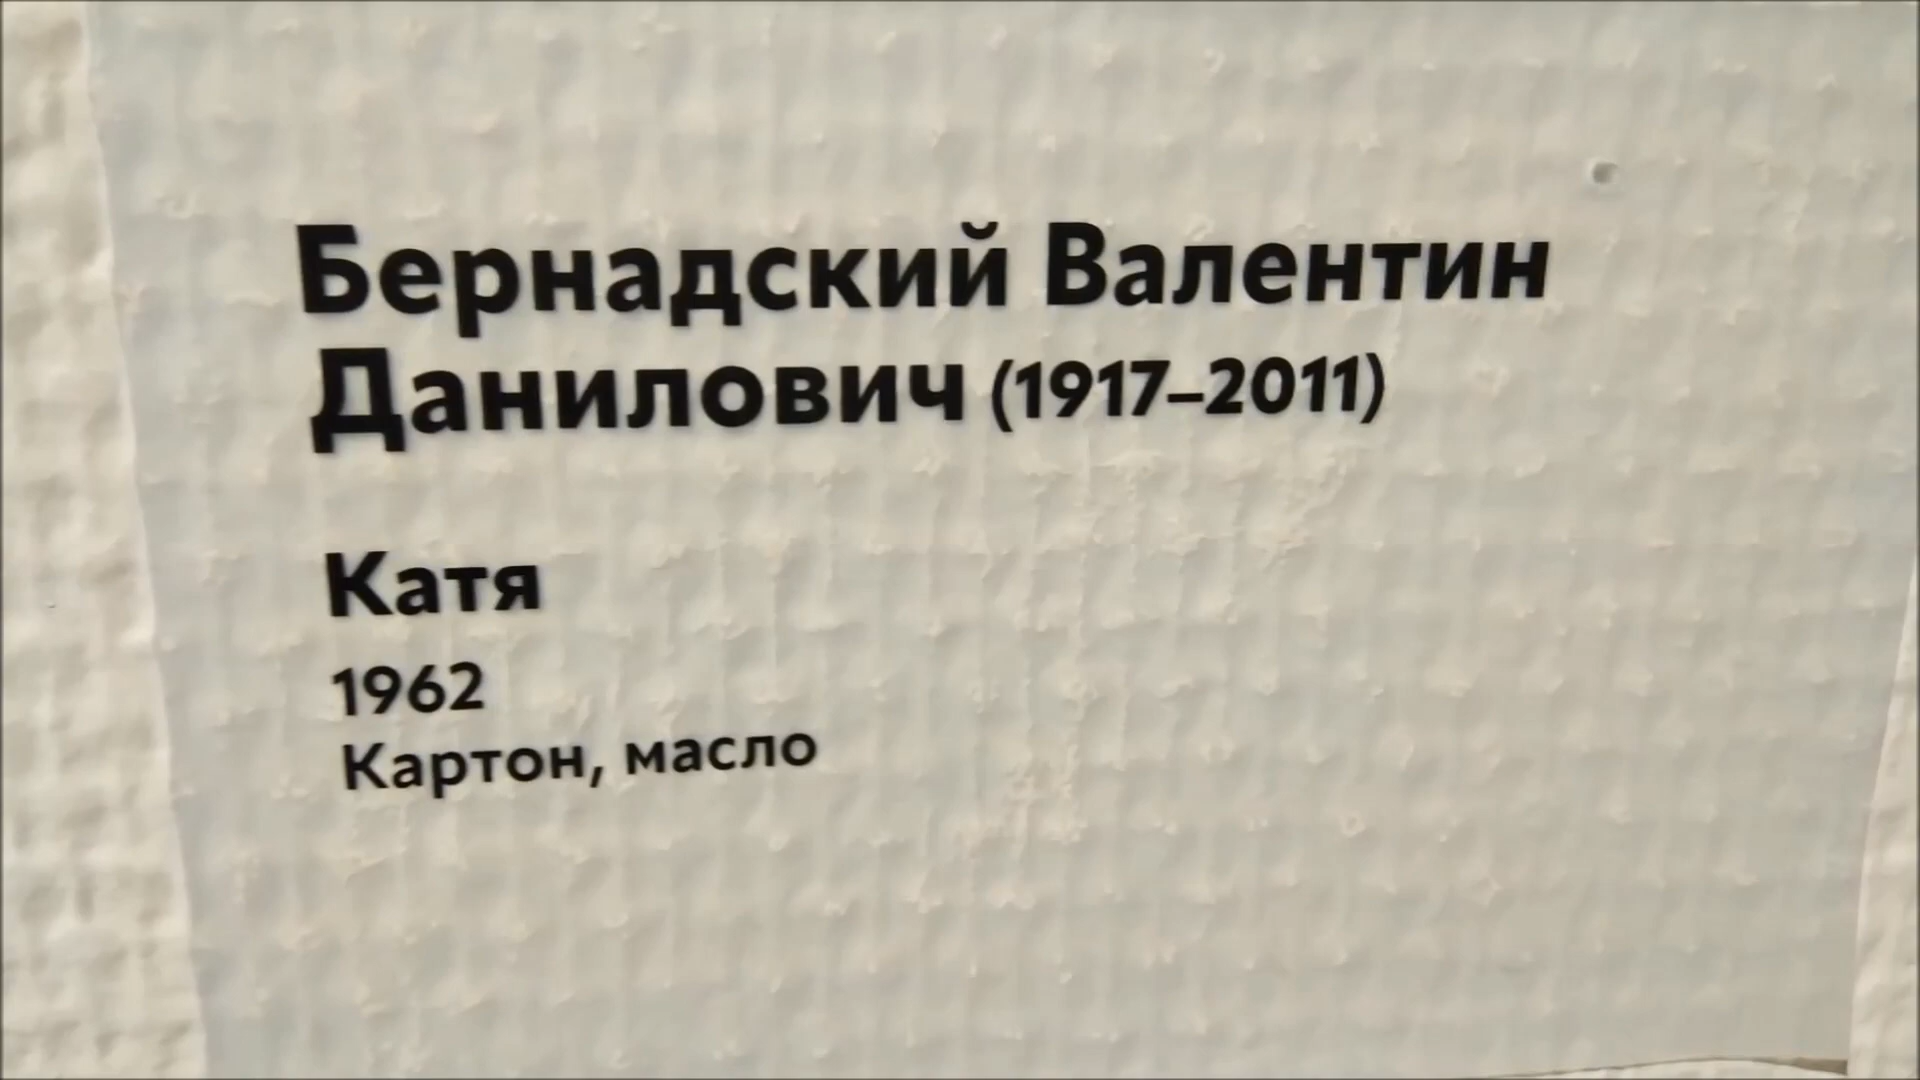 Бернадский Валентин
Данилович (1917–2011)
Катя
1962
Картон, масло